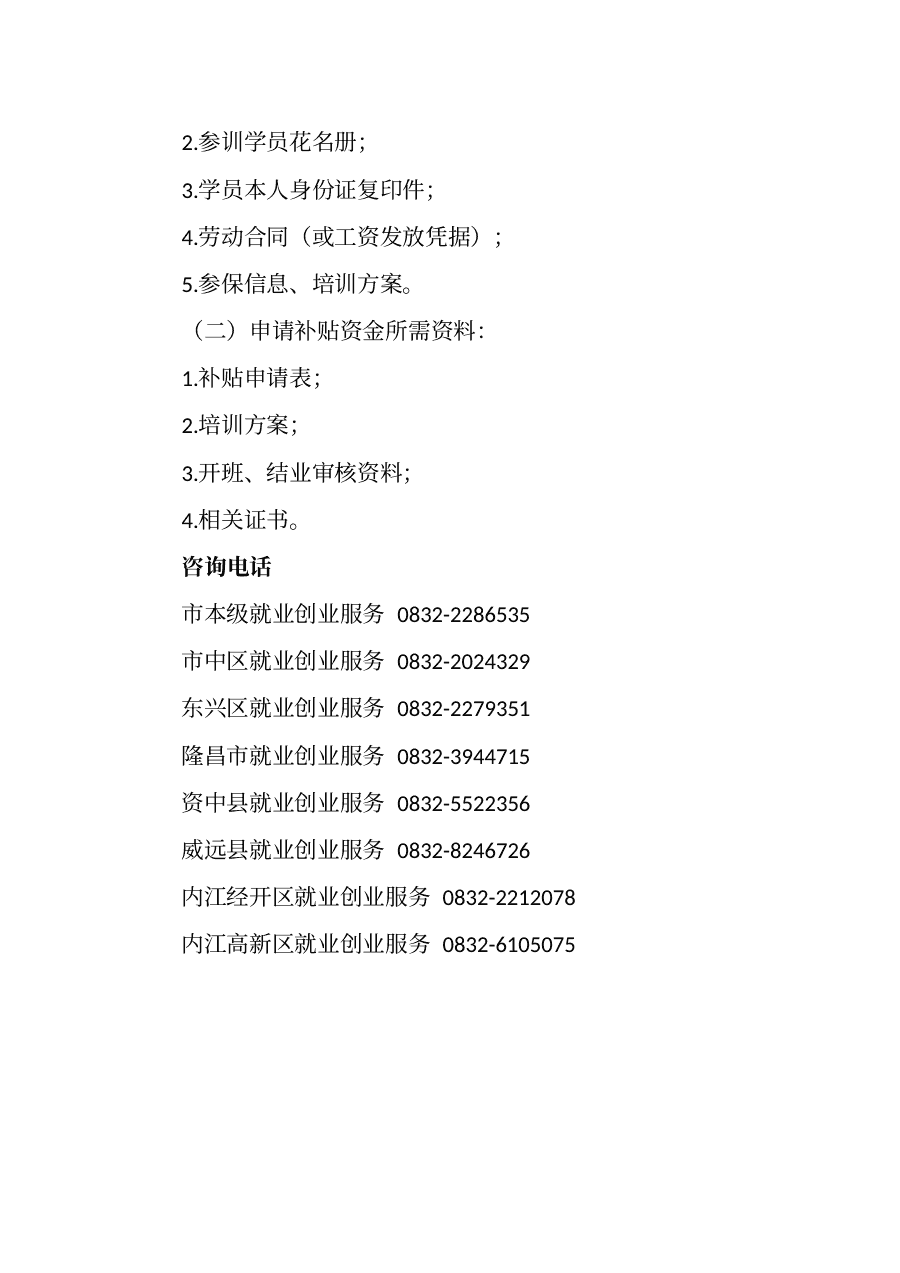 2.参训学员花名册；
3.学员本人身份证复印件；
4.劳动合同（或工资发放凭据）；
5.参保信息、培训方案。
（二）申请补贴资金所需资料：
1.补贴申请表；
2.培训方案；
3.开班、结业审核资料；
4.相关证书。
咨询电话
市本级就业创业服务 0832-2286535
市中区就业创业服务 0832-2024329
东兴区就业创业服务 0832-2279351
隆昌市就业创业服务 0832-3944715
资中县就业创业服务 0832-5522356
威远县就业创业服务 0832-8246726
内江经开区就业创业服务 0832-2212078
内江高新区就业创业服务 0832-6105075